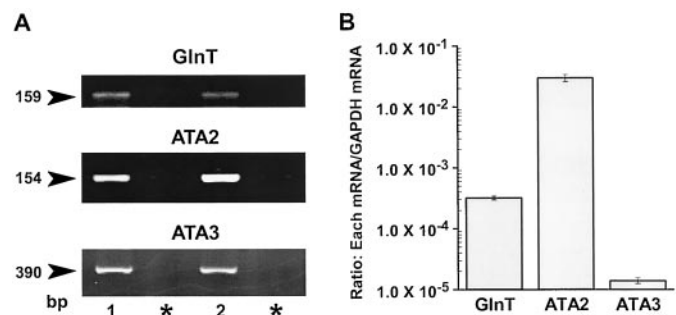 A
GlnT
159
ATA2
154
ATA3
390
bp 1 * 2 *
B
Ratio: Each mRNA/GAPDH mRNA
1.0 X 10⁻¹
1.0 X 10⁻²
1.0 X 10⁻³
1.0 X 10⁻⁴
1.0 X 10⁻⁵
GlnT ATA2 ATA3